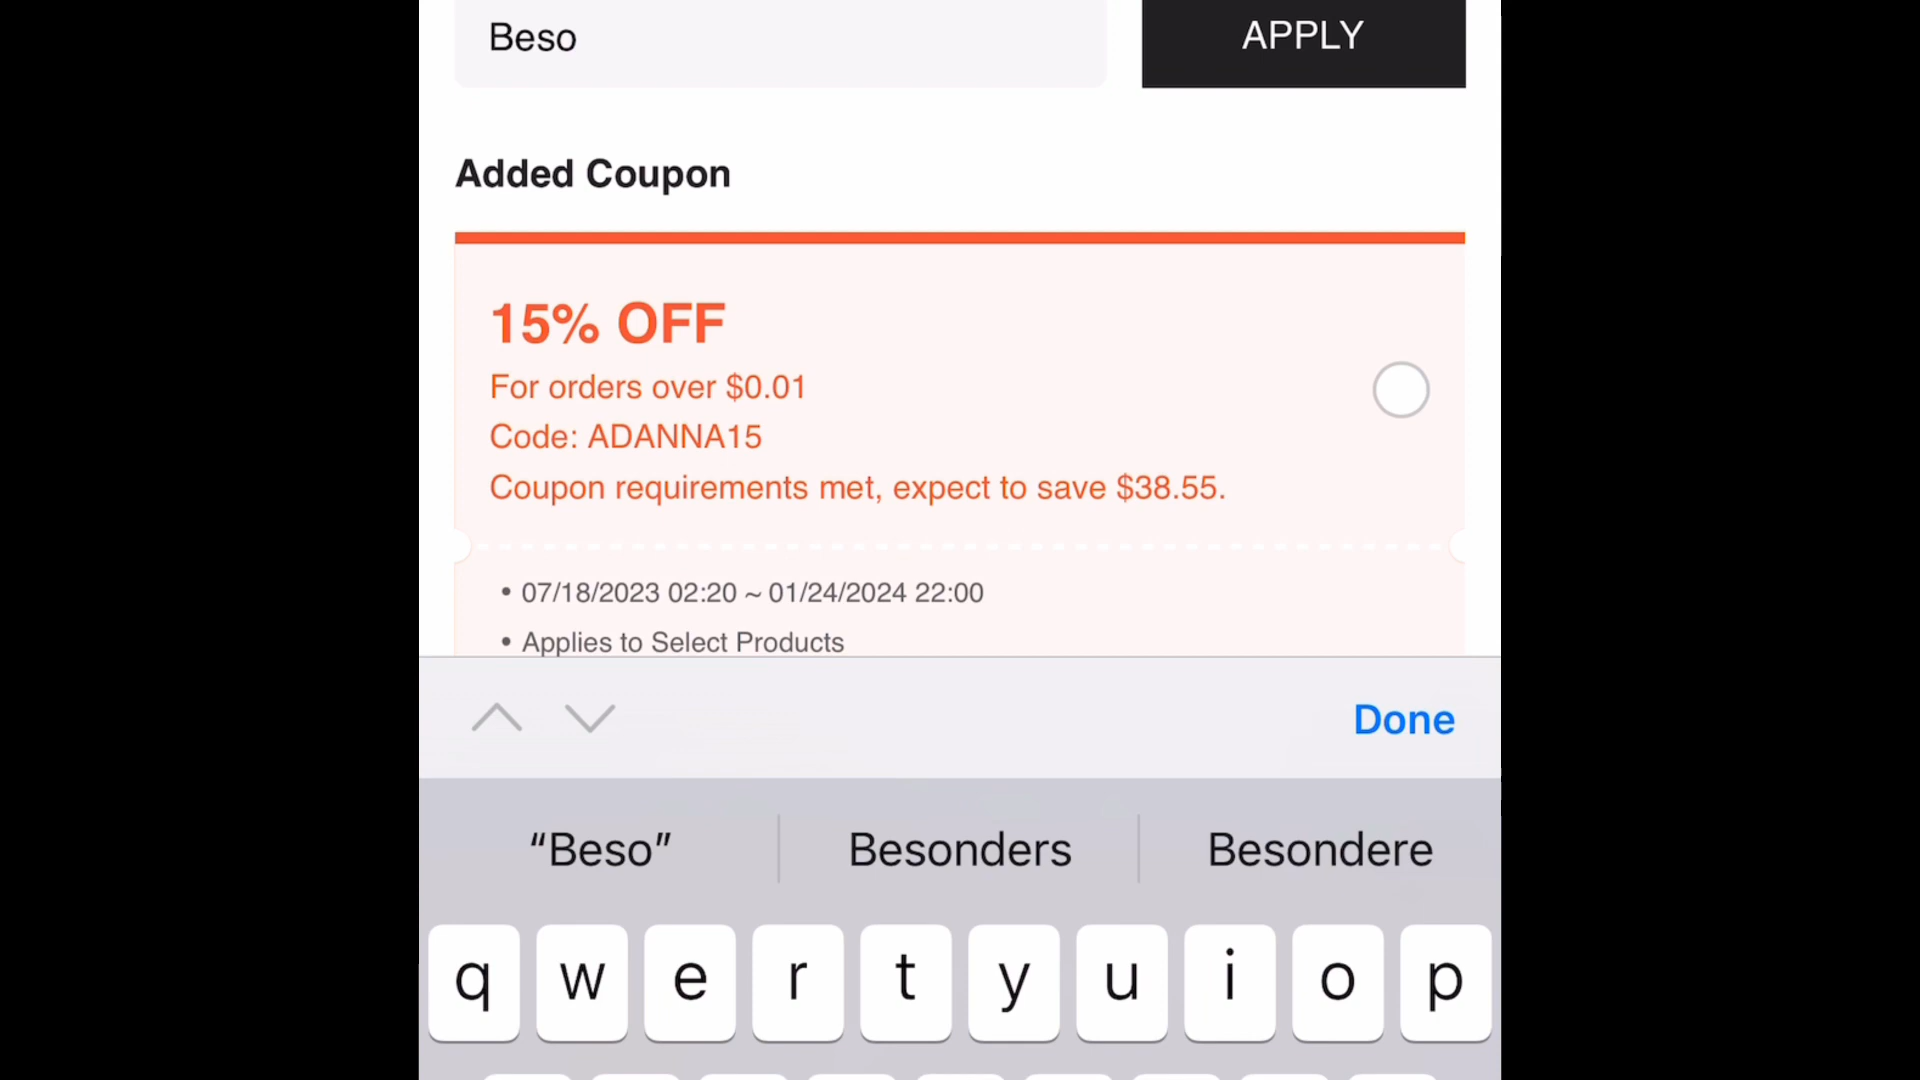 Beso
APPLY
Added Coupon
15% OFF
For orders over $0.01
Code: ADANNA15
Coupon requirements met, expect to save $38.55.
• 07/18/2023 02:20 ~ 01/24/2024 22:00
• Applies to Select Products
Done
“Beso” Besonders Besondere
q w e r t y u i o p